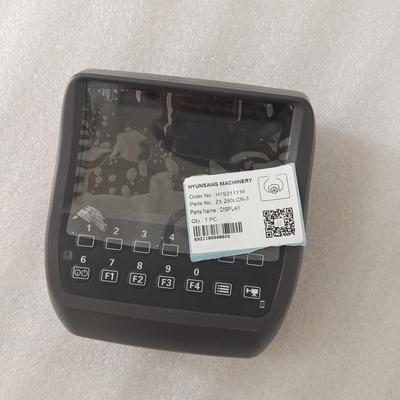 HYUNSANG MACHINERY
Order No.: HYS211116
Parts No.: ZX 280LCN-3
Parts Name: DISPLAY
Qty.: 1 PC
1 2 3 4
6 7 8 9 0
F1 F2 F3 F4